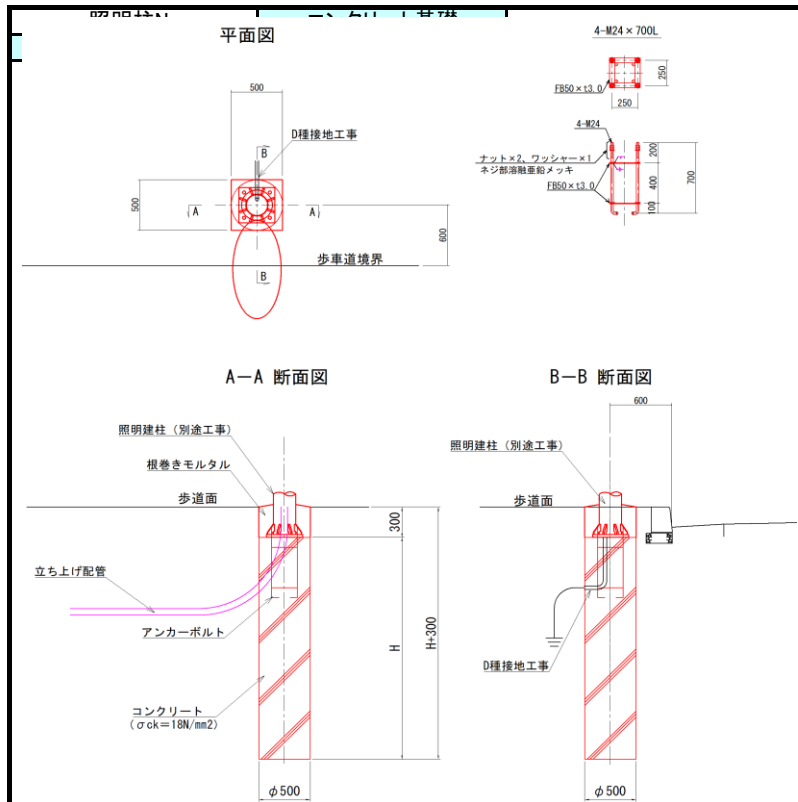 平面図
4-M24×700L
500
D種接地工事
B
500
A
A
600
歩車道境界
B
FB50×t3.0
250
250
4-M24
ナット×2、ワッシャー×1
ネジ部溶融亜鉛メッキ
FB50×t3.0
200
400
100
700
A-A 断面図
B-B 断面図
600
照明建柱（別途工事）
根巻きモルタル
歩道面
300
立ち上げ配管
アンカーボルト
H
H+300
コンクリート
(σck=18N/mm2)
φ500
照明建柱（別途工事）
歩道面
D種接地工事
φ500